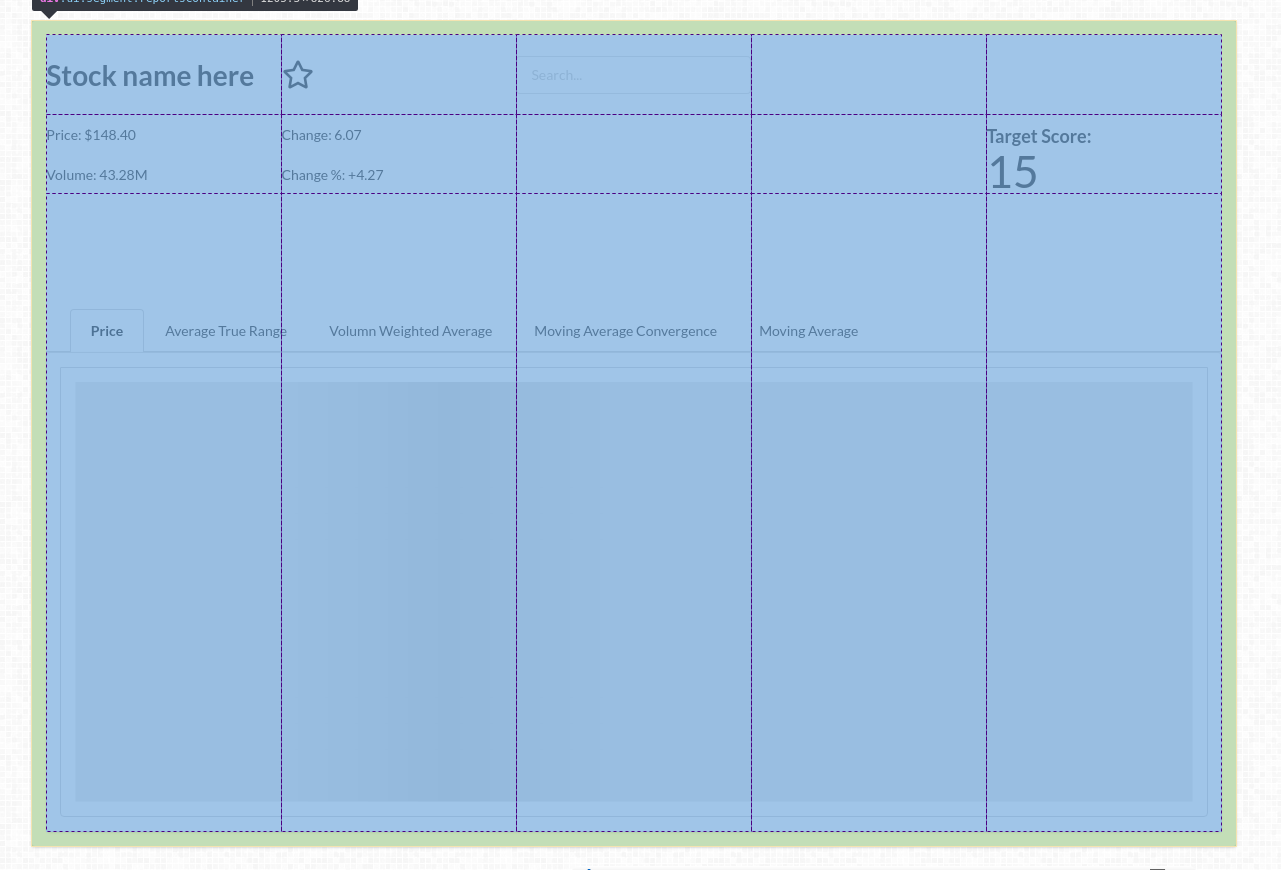 Stock name here
Search...
Price: $148.40
Change: 6.07
Target Score:
Volume: 43.28M
Change %: +4.27
15
Price
Average True Range
Volumn Weighted Average
Moving Average Convergence
Moving Average